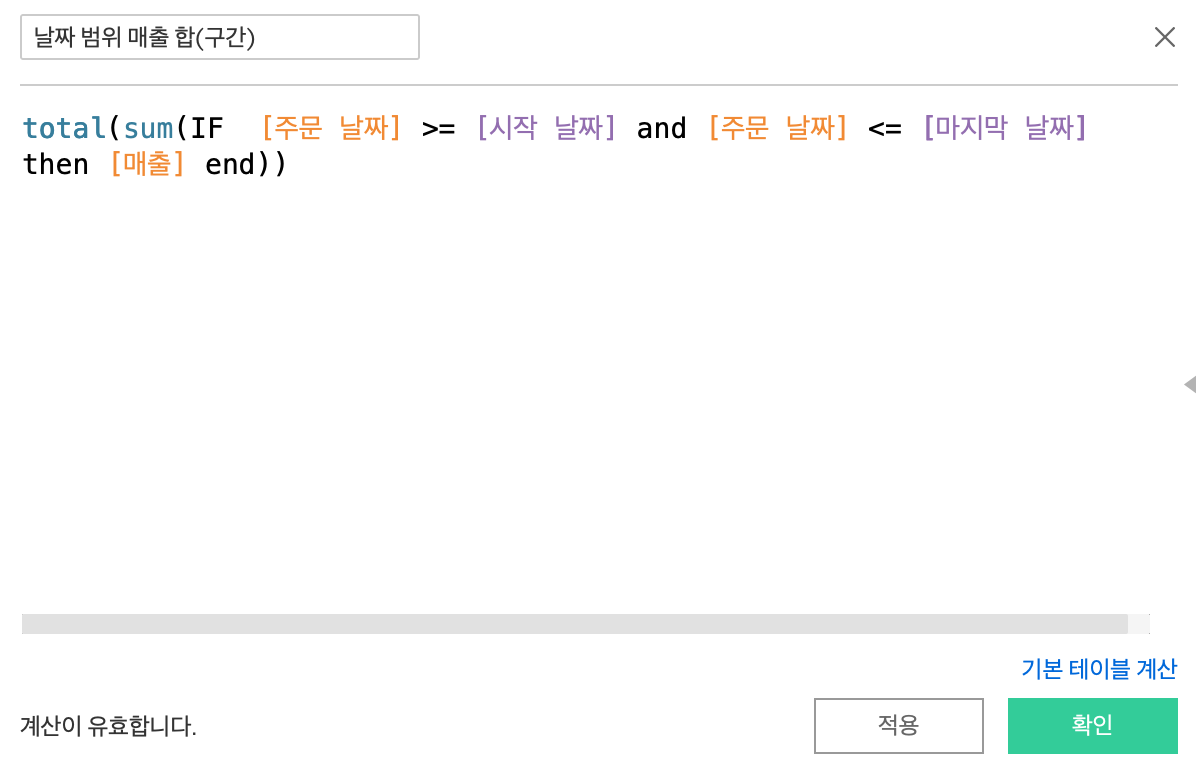 날짜 범위 매출 합(구간)
total(sum(IF  [주문 날짜] >= [시작 날짜] and [주문 날짜] <= [마지막 날짜]
then [매출] end))
기본 테이블 계산
계산이 유효합니다.
적용
확인